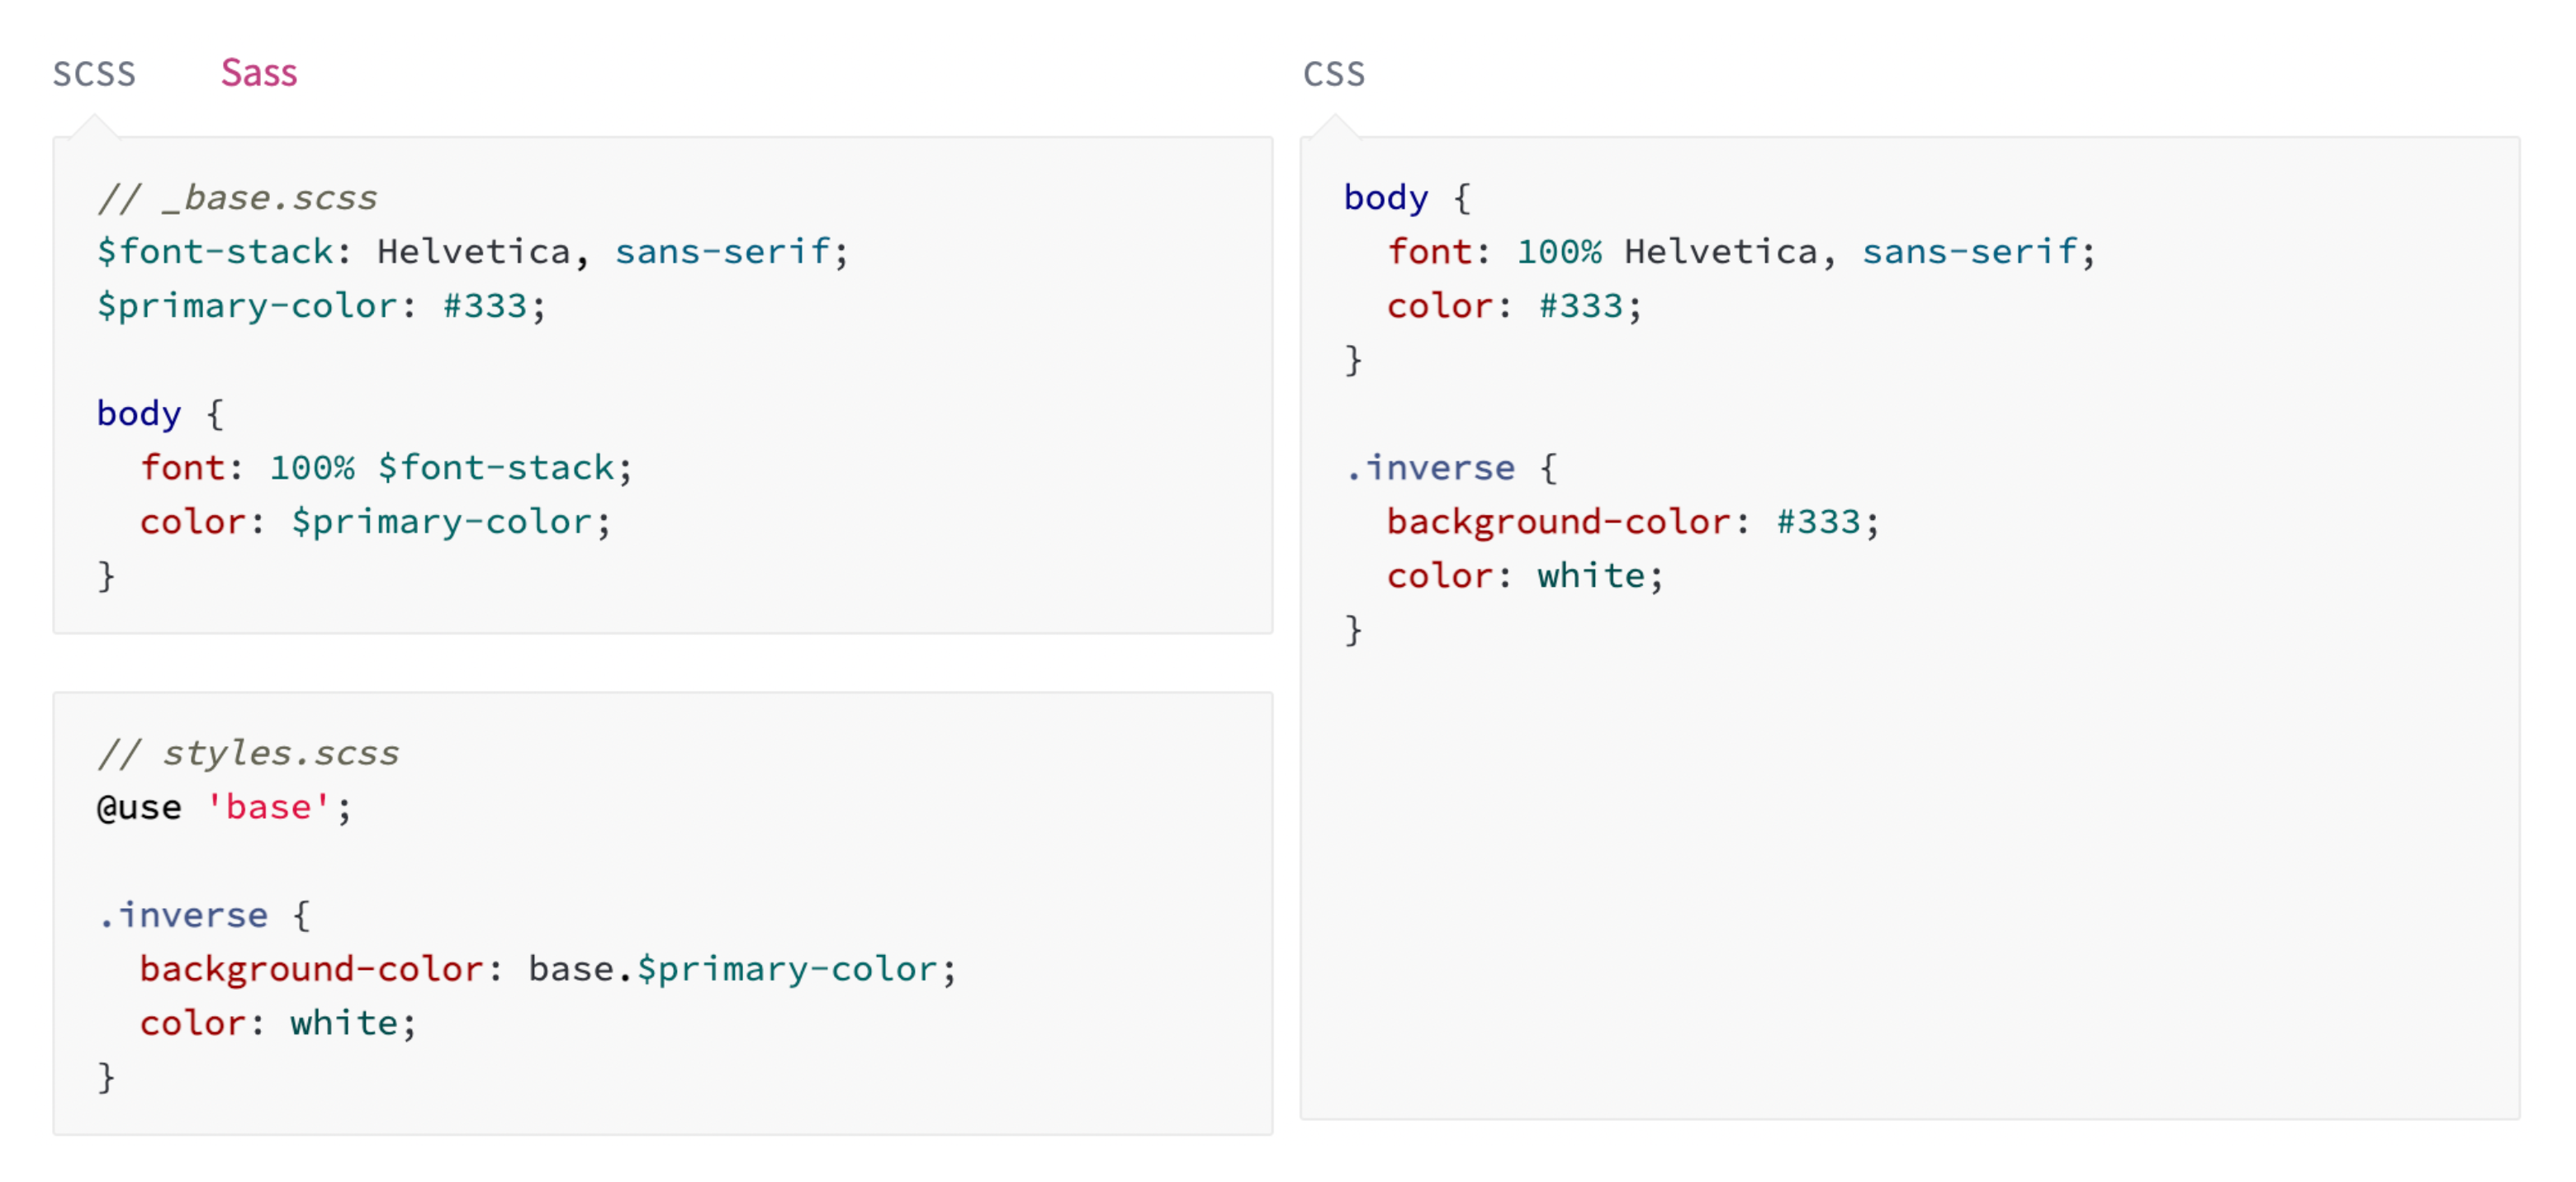 SCSS Sass
// _base.scss
$font-stack: Helvetica, sans-serif;
$primary-color: #333;
body {
  font: 100% $font-stack;
  color: $primary-color;
}
// styles.scss
@use 'base';
.inverse {
  background-color: base.$primary-color;
  color: white;
}
CSS
body {
  font: 100% Helvetica, sans-serif;
  color: #333;
}
.inverse {
  background-color: #333;
  color: white;
}